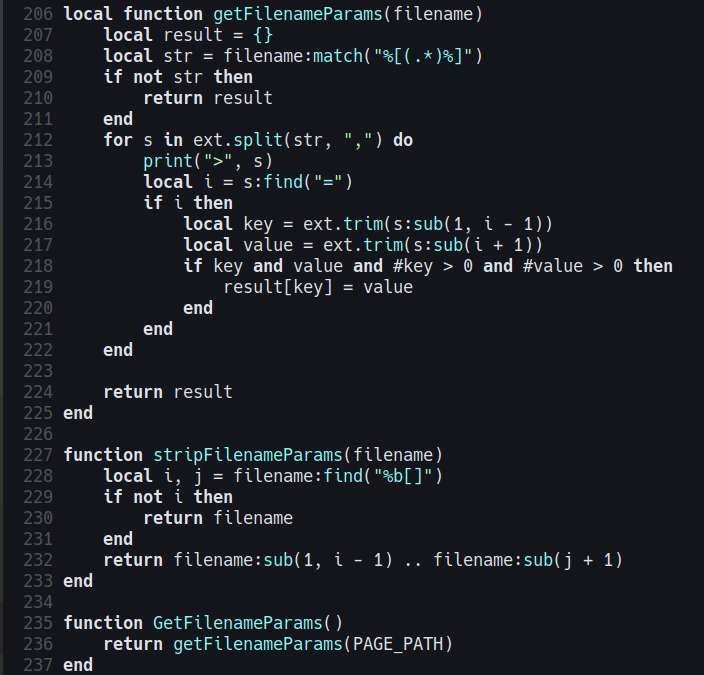 206 local function getFilenameParams(filename)
207     local result = {}
208     local str = filename:match("%[(.*)%]")
209     if not str then
210         return result
211     end
212     for s in ext.split(str, ",") do
213         print(">", s)
214         local i = s:find("=")
215         if i then
216             local key = ext.trim(s:sub(1, i - 1))
217             local value = ext.trim(s:sub(i + 1))
218             if key and value and #key > 0 and #value > 0 then
219                 result[key] = value
220             end
221         end
222     end
223
224     return result
225 end
226
227 function stripFilenameParams(filename)
228     local i, j = filename:find("%b[]")
229     if not i then
230         return filename
231     end
232     return filename:sub(1, i - 1) .. filename:sub(j + 1)
233 end
234
235 function GetFilenameParams()
236     return getFilenameParams(PAGE_PATH)
237 end